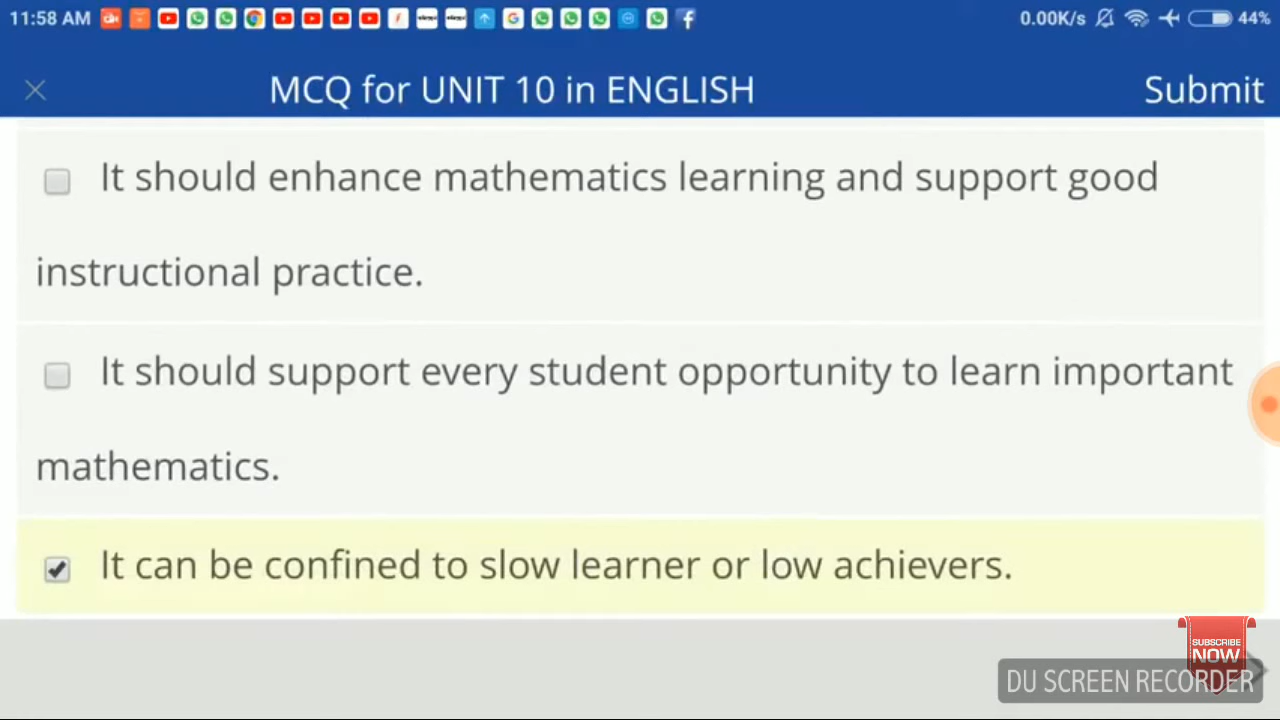 11:58 AM 0.00K/s 44%
MCQ for UNIT 10 in ENGLISH Submit
It should enhance mathematics learning and support good
instructional practice.
It should support every student opportunity to learn important
mathematics.
It can be confined to slow learner or low achievers.
SUBSCRIBE
NOW
DU SCREEN RECORDER